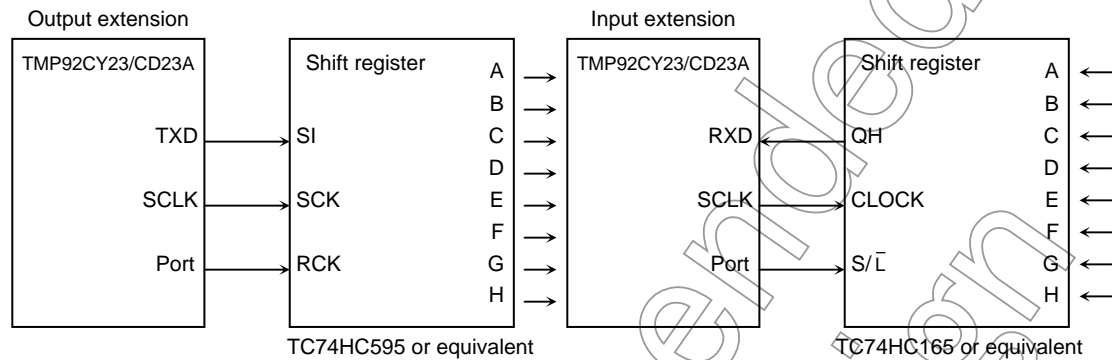 Output extension
TMP92CY23/CD23A
TXD
SCLK
Port
Shift register
SI
SCK
RCK
A
B
C
D
E
F
G
H
TC74HC595 or equivalent
Input extension
TMP92CY23/CD23A
RXD
SCLK
Port
Shift register
QH
CLOCK
S/L̅
A
B
C
D
E
F
G
H
TC74HC165 or equivalent